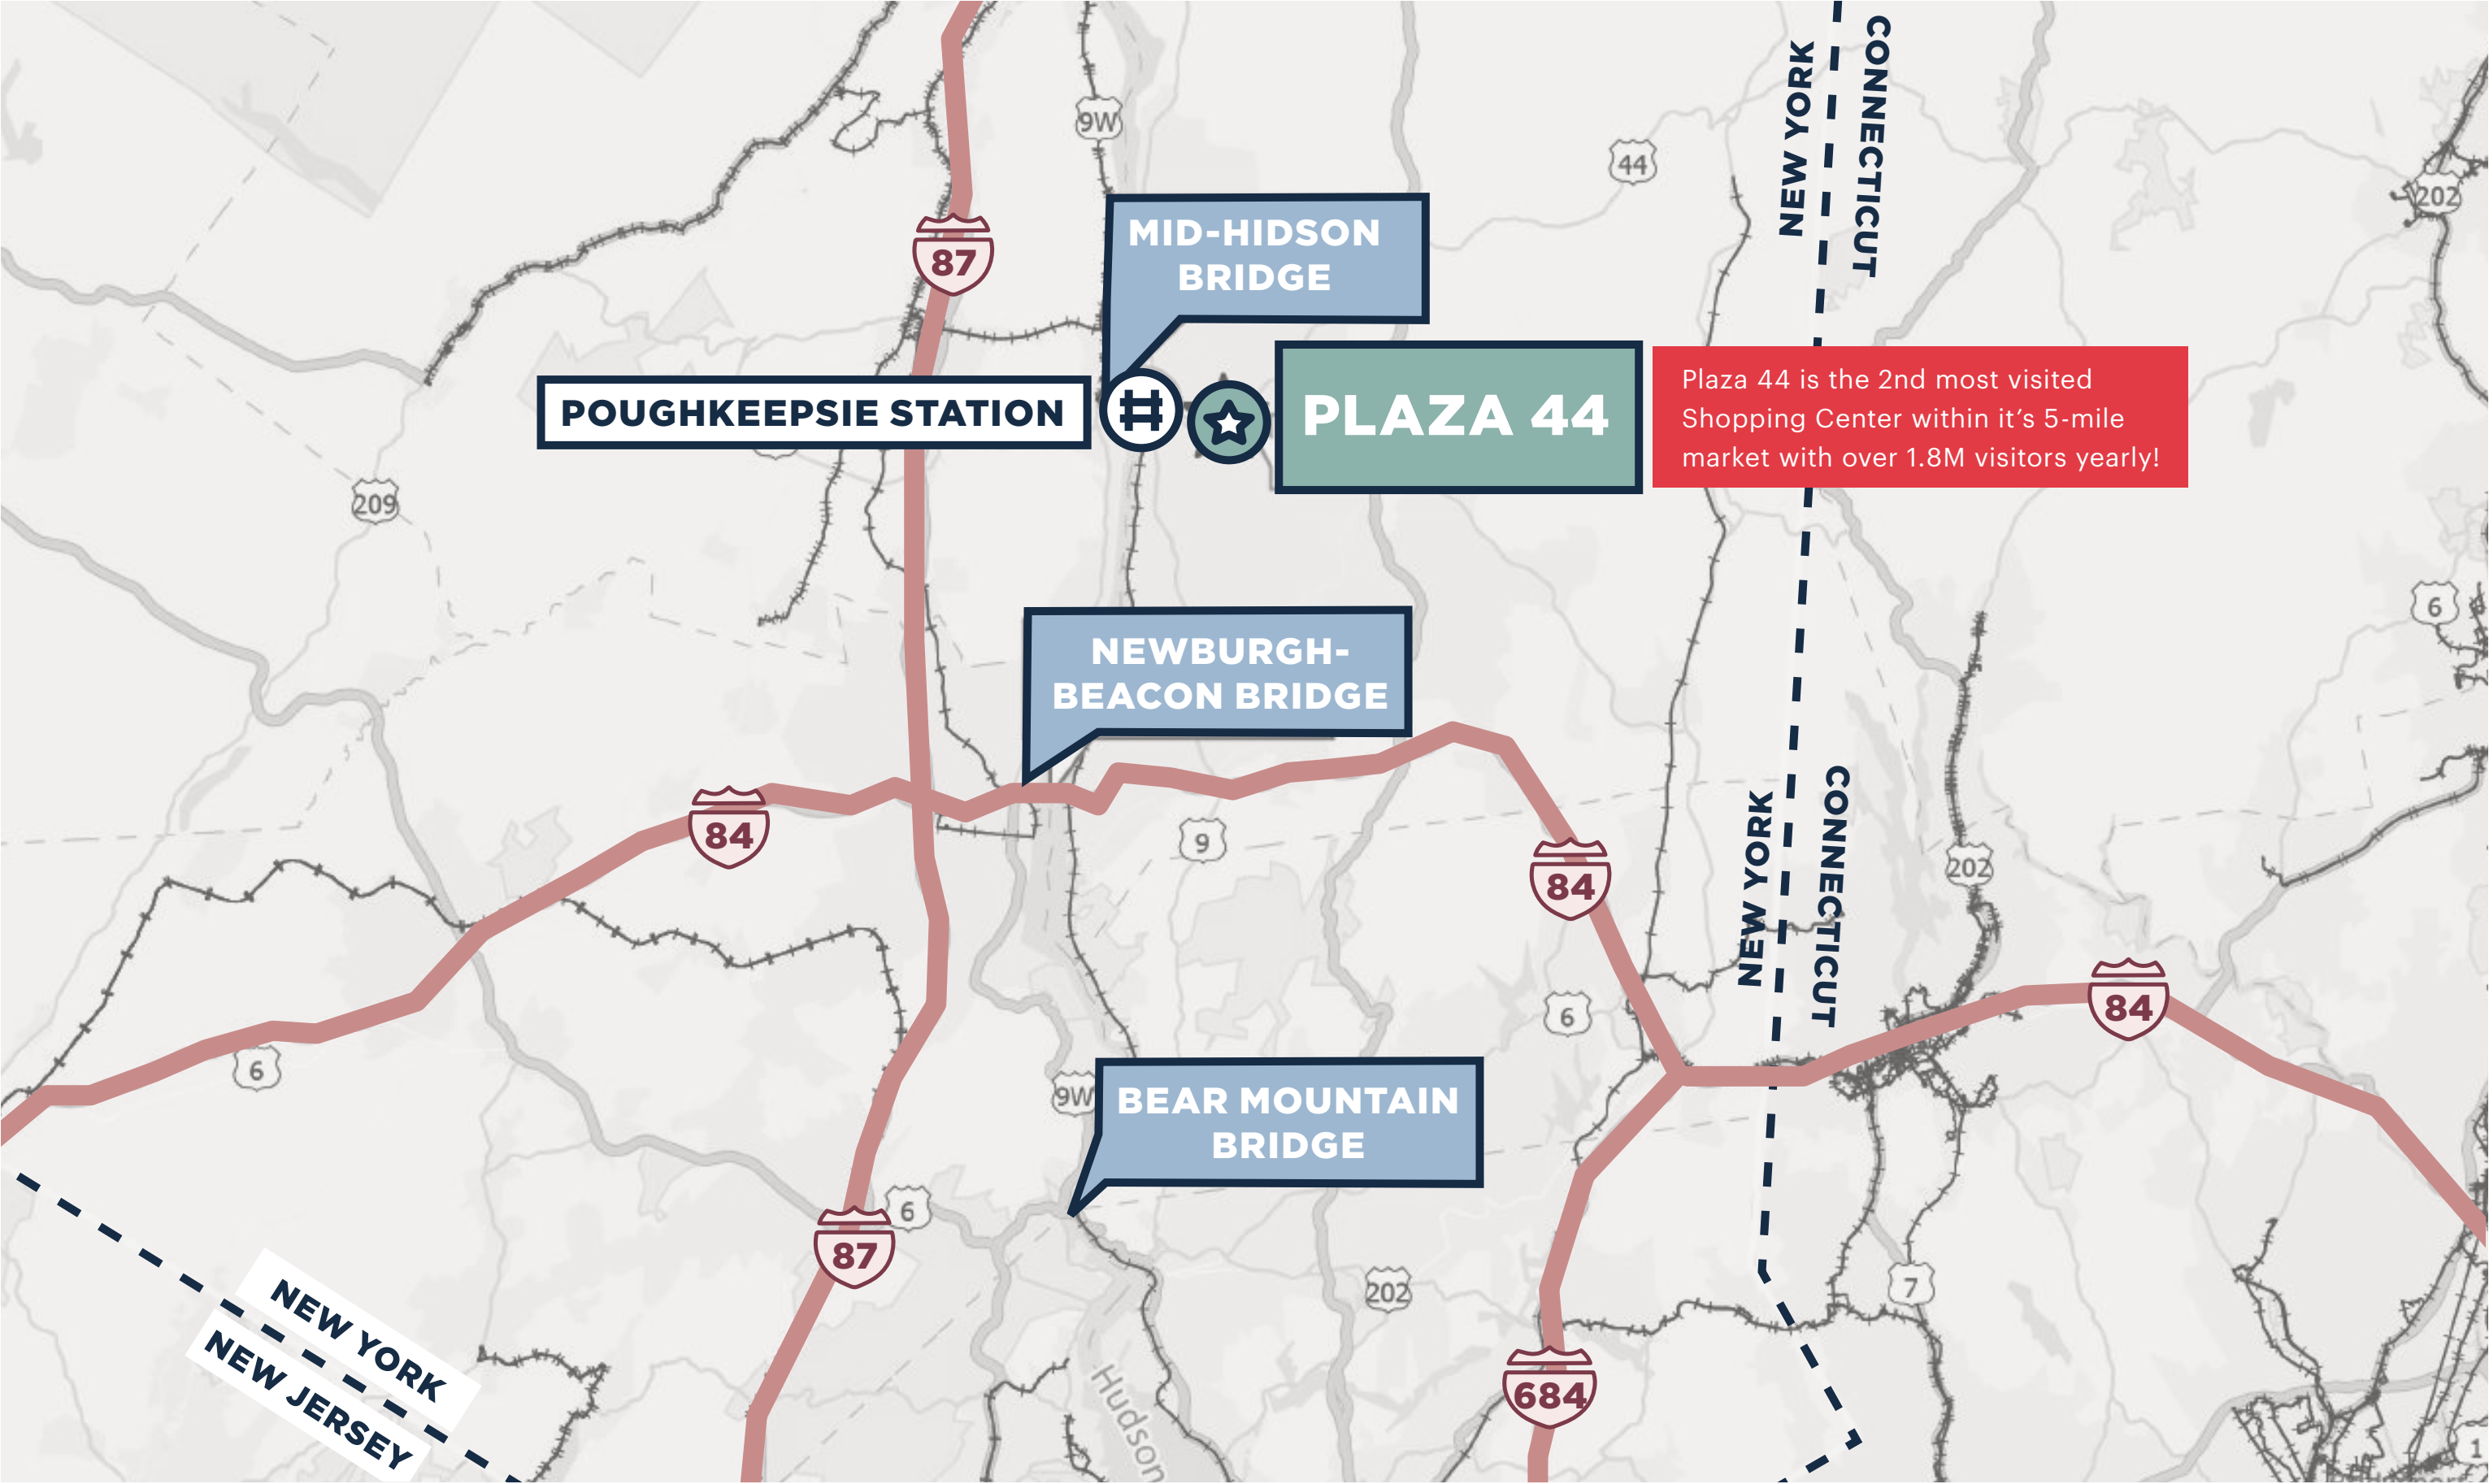 NEW YORK
CONNECTICUT
9W
44
202
MID-HIDSON
BRIDGE
87
POUGHKEEPSIE STATION
PLAZA 44
Plaza 44 is the 2nd most visited
Shopping Center within it's 5-mile
market with over 1.8M visitors yearly!
209
6
NEWBURGH-
BEACON BRIDGE
84
9
84
202
NEW YORK
CONNECTICUT
6
84
6
9W
BEAR MOUNTAIN
BRIDGE
6
87
202
7
NEW YORK
NEW JERSEY
684
Hudson
1